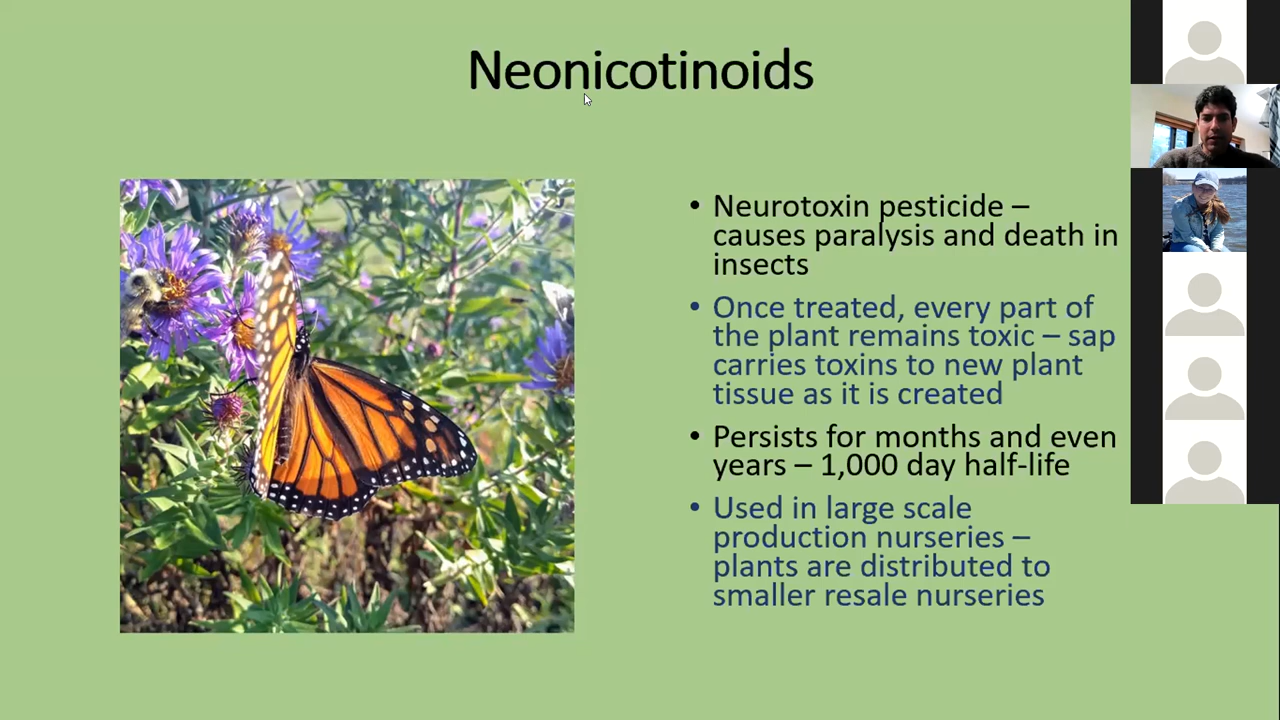 Neonicotinoids
• Neurotoxin pesticide –
causes paralysis and death in
insects
• Once treated, every part of
the plant remains toxic – sap
carries toxins to new plant
tissue as it is created
• Persists for months and even
years – 1,000 day half-life
• Used in large scale
production nurseries –
plants are distributed to
smaller resale nurseries